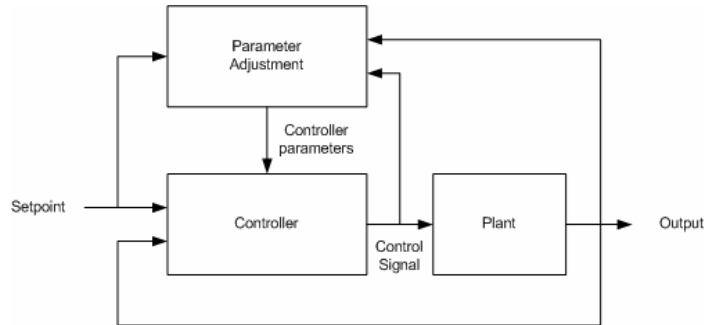 Parameter
Adjustment
Controller
parameters
Setpoint
Controller
Control
Signal
Plant
Output